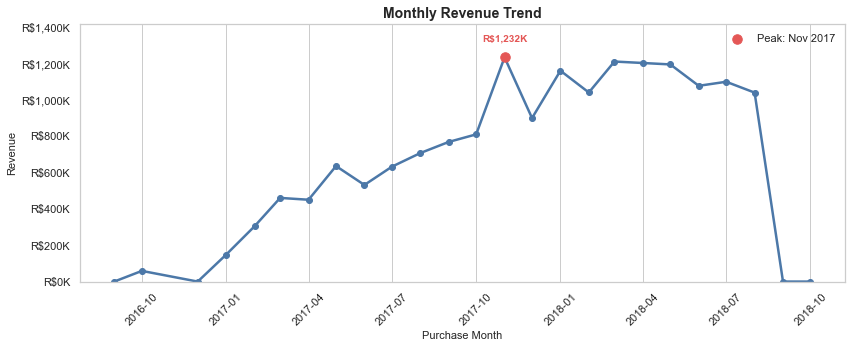 Monthly Revenue Trend
R$1,400K
R$1,200K
R$1,000K
R$800K
R$600K
R$400K
R$200K
R$0K
Revenue
R$1,232K
Peak: Nov 2017
2016-10
2017-01
2017-04
2017-07
2017-10
2018-01
2018-04
2018-07
2018-10
Purchase Month